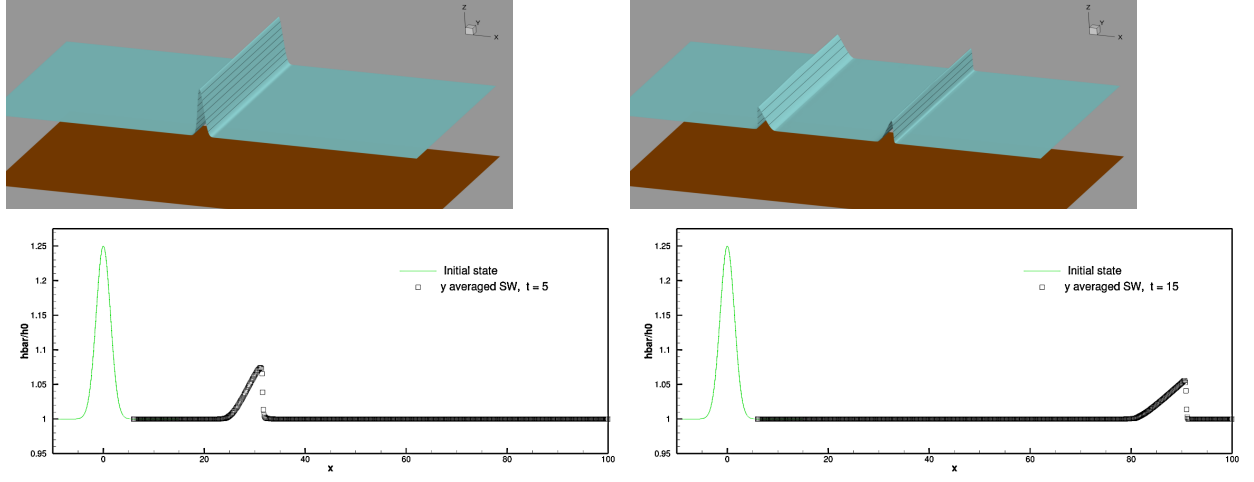 Z
Y
X
Z
Y
X
1.25
1.2
1.15
1.1
1.05
1
0.95
hbar/h0
Initial state
y averaged SW, t = 5
0
20
40
60
80
100
x
1.25
1.2
1.15
1.1
1.05
1
0.95
hbar/h0
Initial state
y averaged SW, t = 15
0
20
40
60
80
100
x